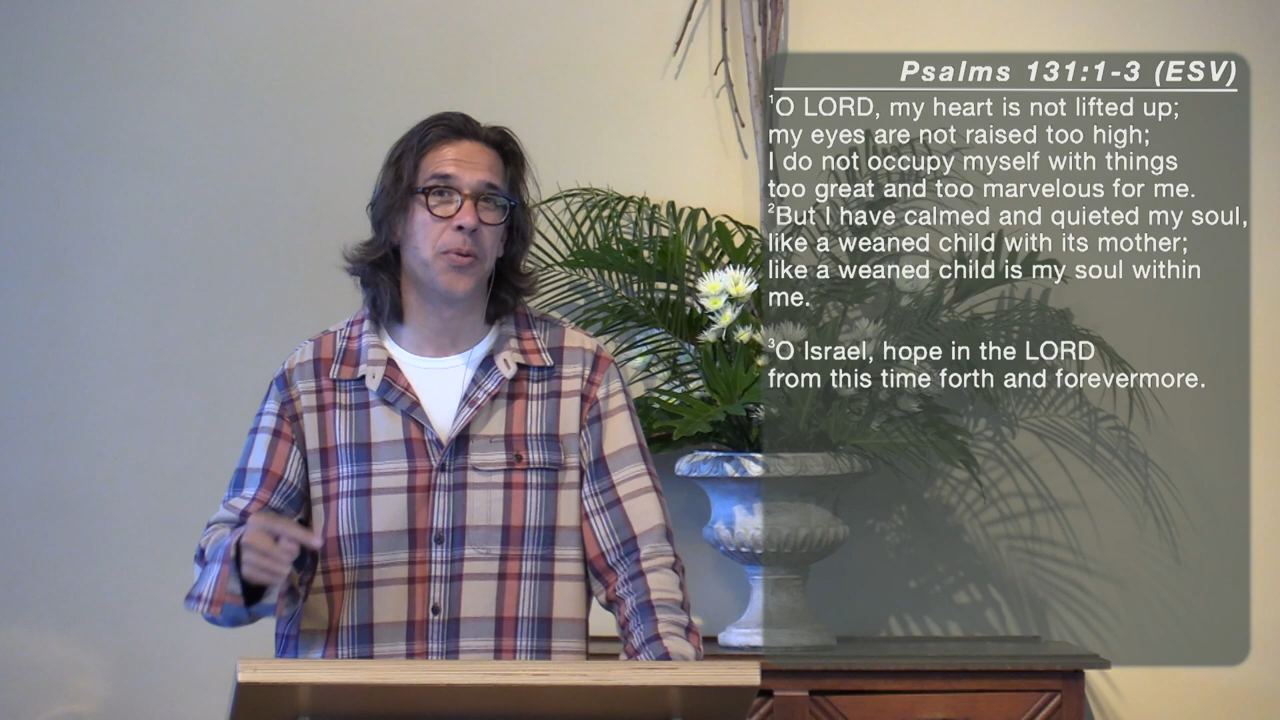 Psalms 131:1-3 (ESV)
¹O LORD, my heart is not lifted up;
my eyes are not raised too high;
I do not occupy myself with things
too great and too marvelous for me.
²But I have calmed and quieted my soul,
like a weaned child with its mother;
like a weaned child is my soul within
me.
³O Israel, hope in the LORD
from this time forth and forevermore.